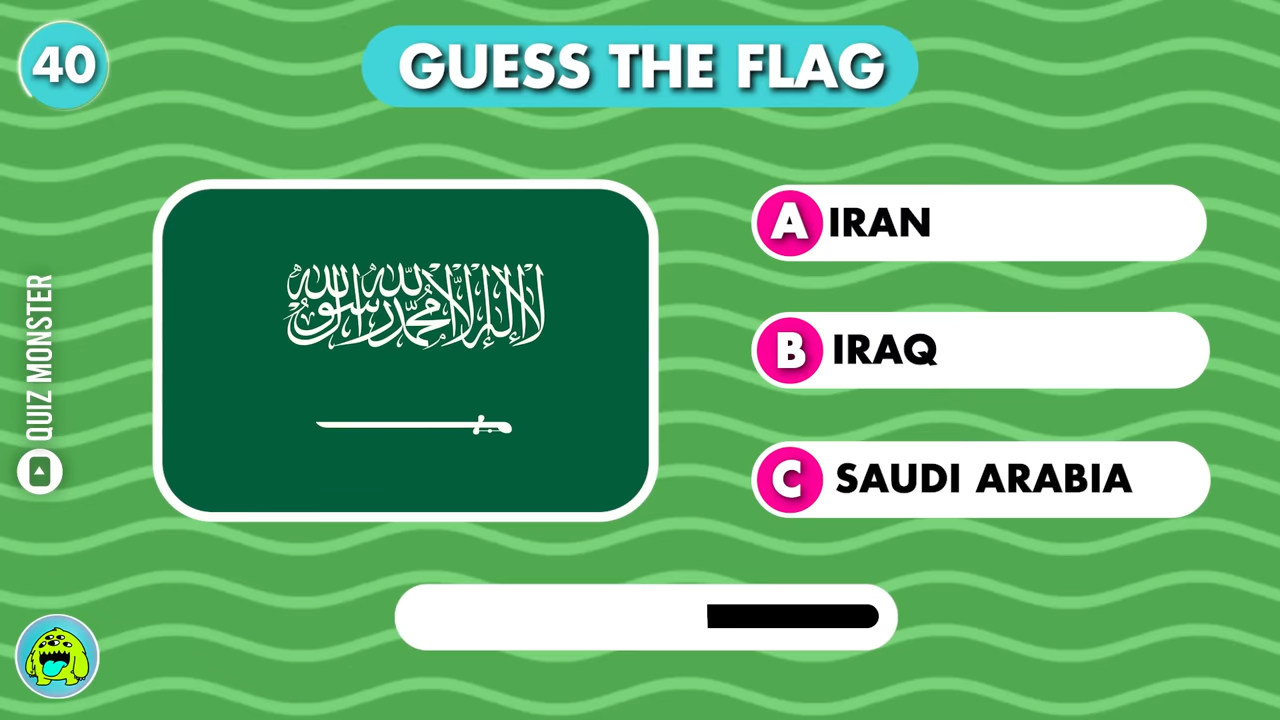 40
GUESS THE FLAG
لا إله إلا الله محمد رسول الله
A IRAN
B IRAQ
C SAUDI ARABIA
QUIZ MONSTER